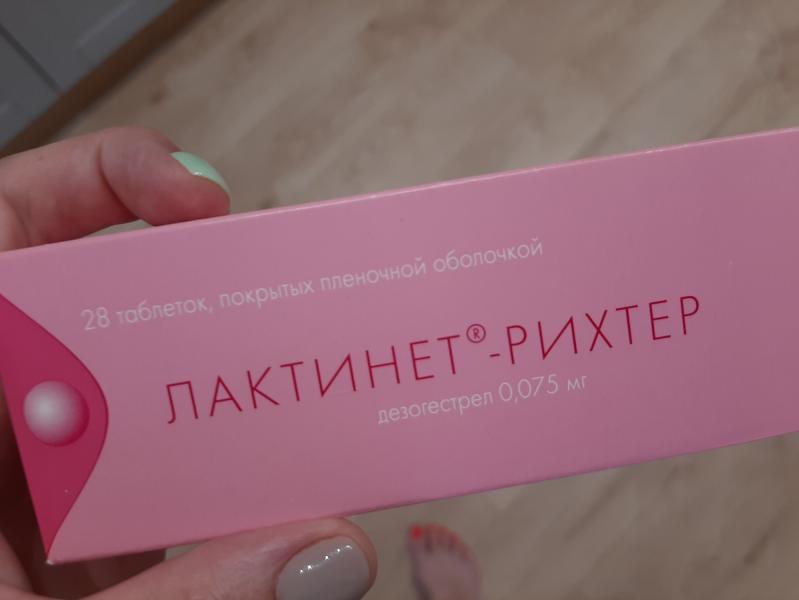 28 таблеток, покрытых пленочной оболочкой
ЛАКТИНЕТ®-РИХТЕР
дезогестрел 0,075 мг